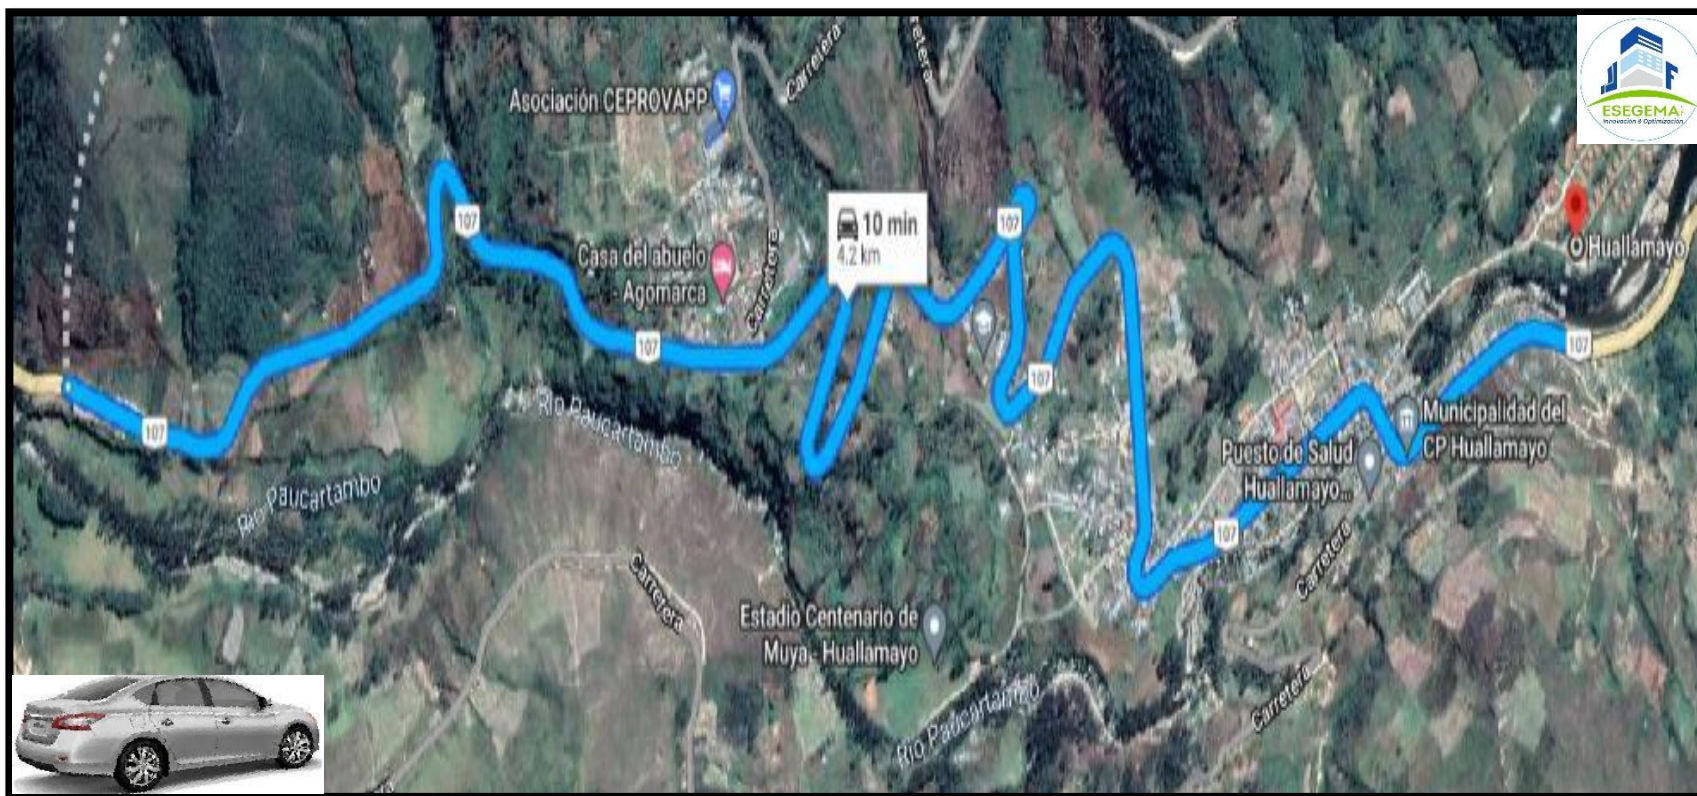 ESEGEMA
Innovación & Optimización
Carretera
Carretera
Asociación CEPROVAPP
107
107
10 min
4.2 km
Casa del abuelo
- Agomarca
Carretera
Huallamayo
107
107
107
107
Río Paucartambo
Municipalidad del
CP Huallamayo
Puesto de Salud
Huallamayo...
Río Paucartambo
107
Carretera
Carretera
Estadio Centenario de
Muya - Huallamayo
Río Paucartambo
Carretera